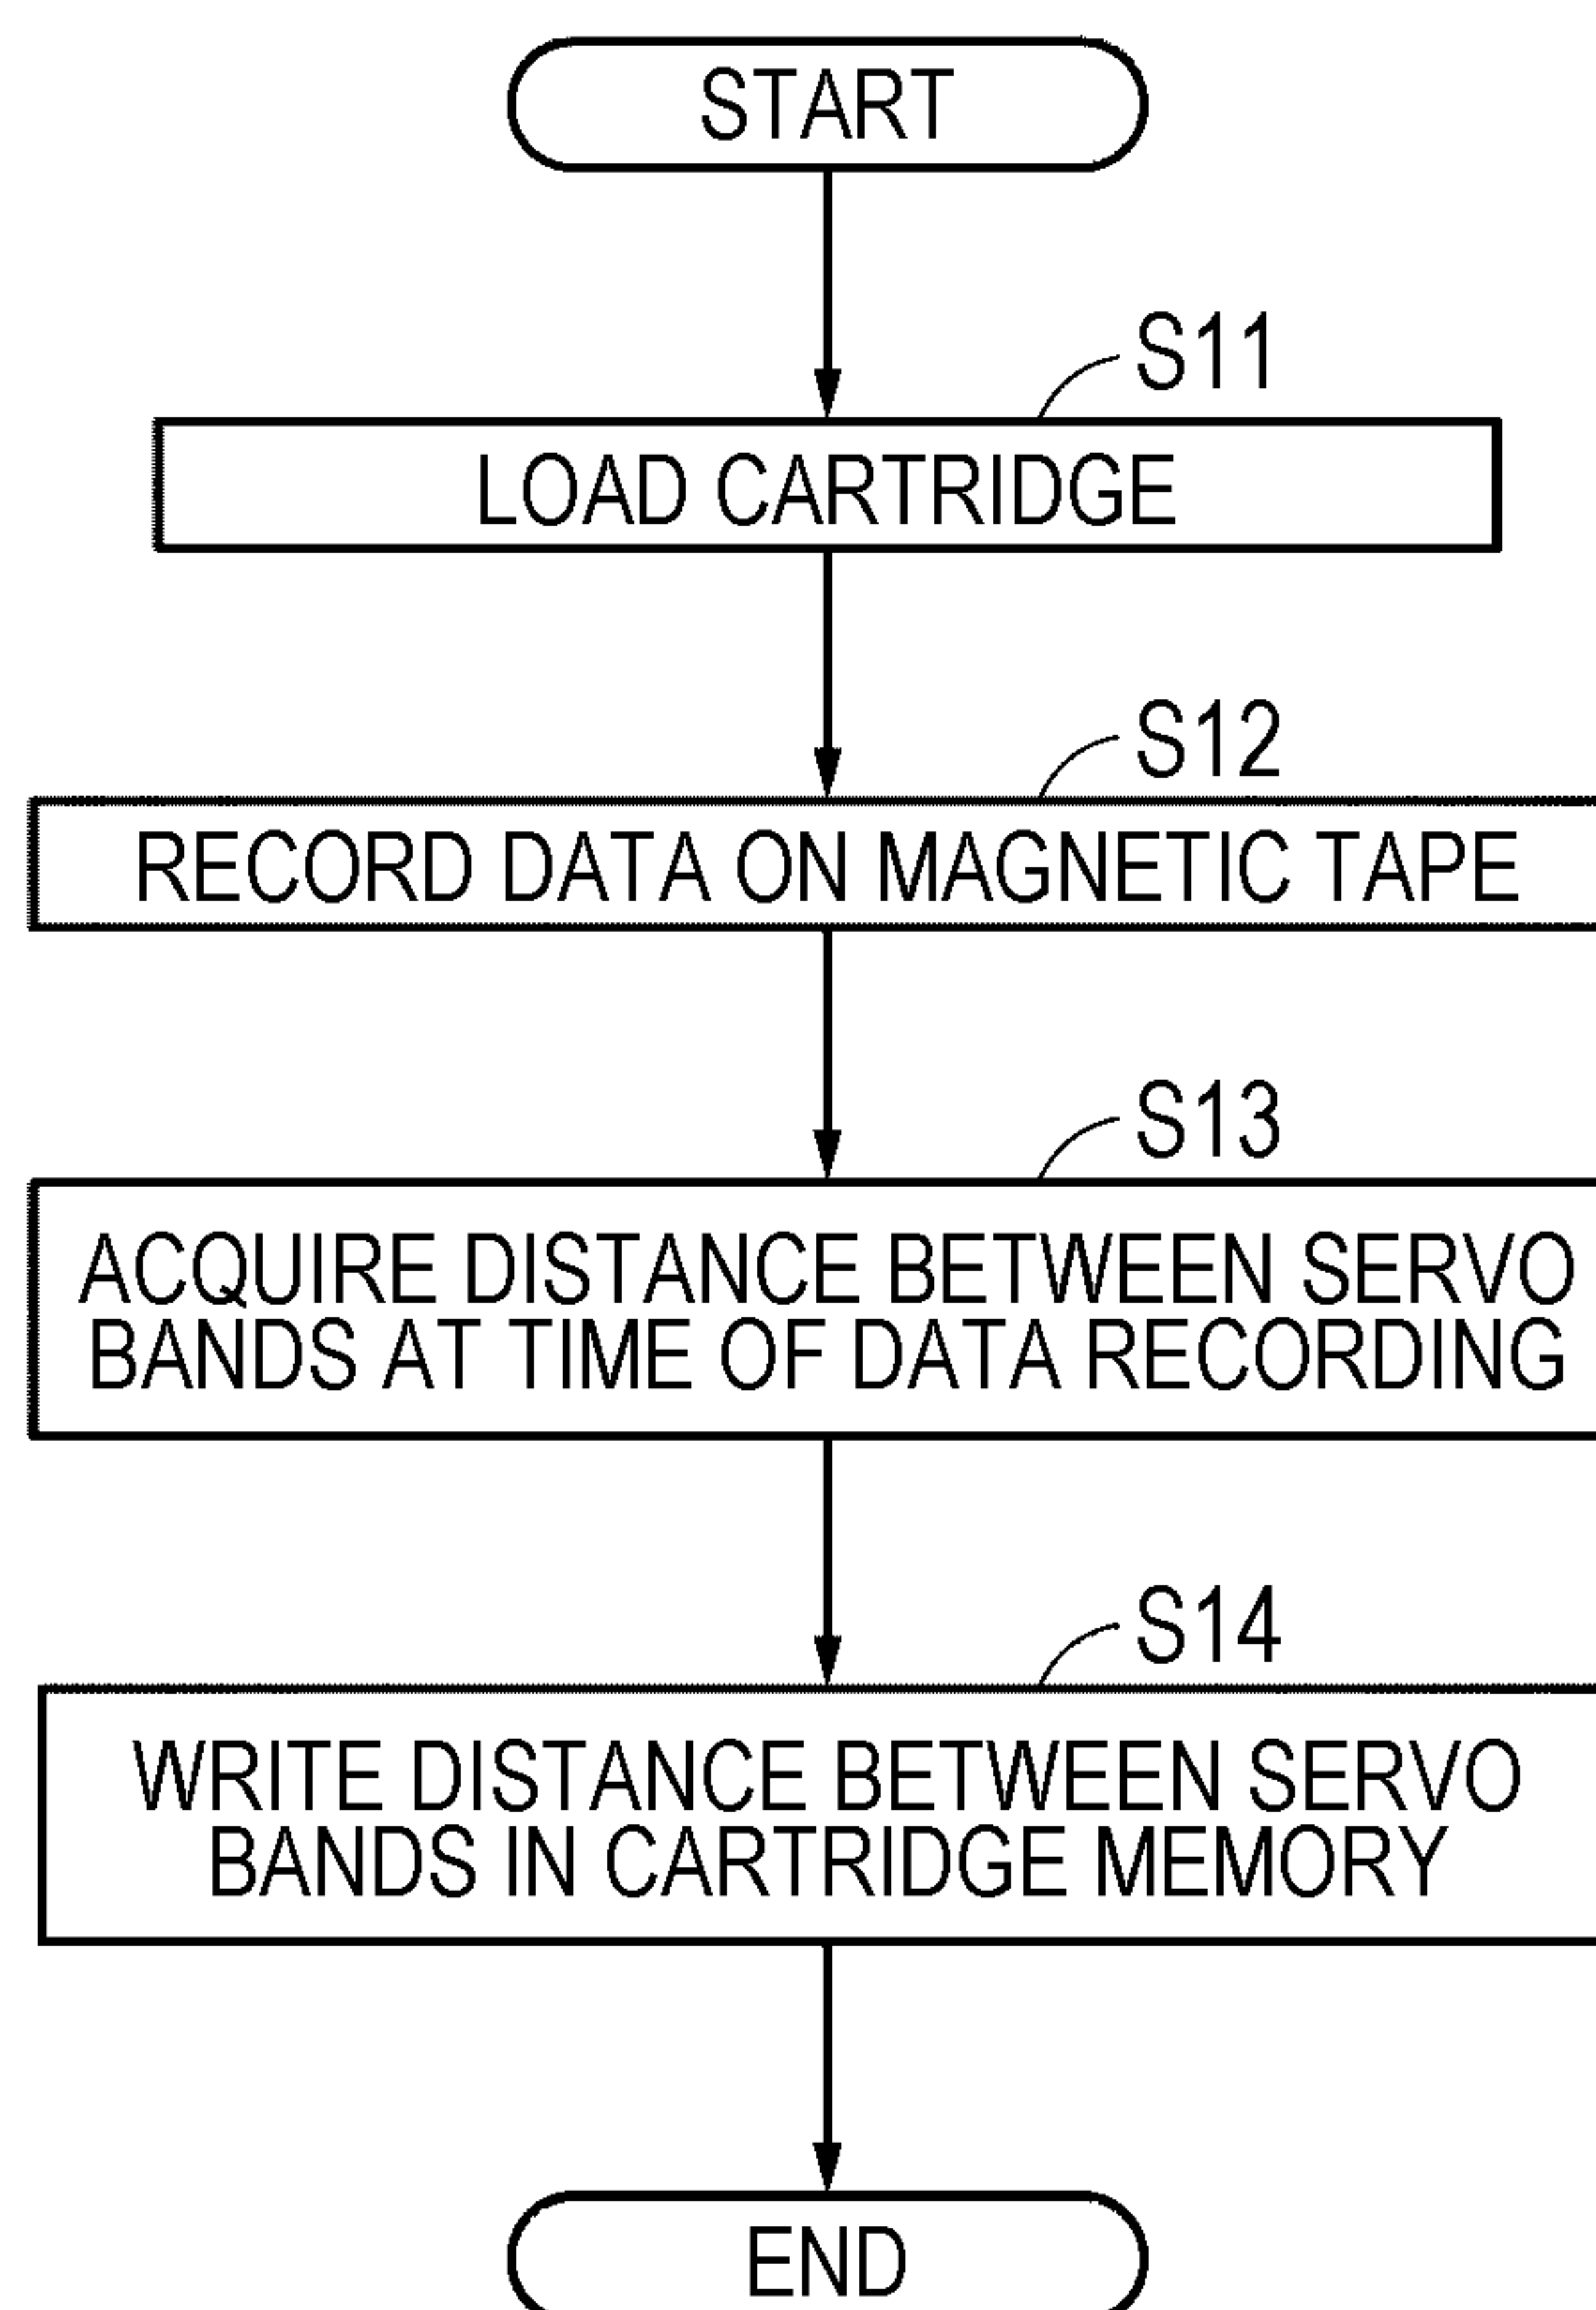 START
S11
LOAD CARTRIDGE
S12
RECORD DATA ON MAGNETIC TAPE
S13
ACQUIRE DISTANCE BETWEEN SERVO
BANDS AT TIME OF DATA RECORDING
S14
WRITE DISTANCE BETWEEN SERVO
BANDS IN CARTRIDGE MEMORY
END